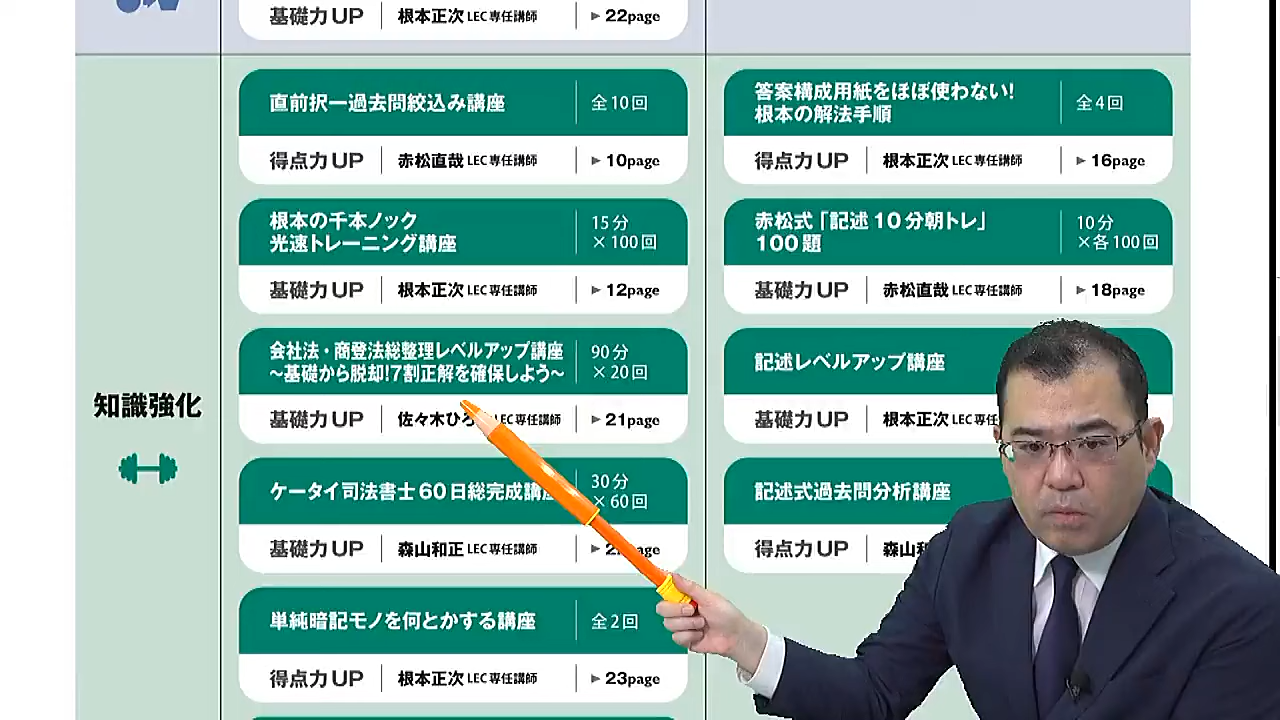 基礎力UP 根本正次 LEC専任講師 ▶22page
知識強化
直前択一過去問絞込み講座 全10回
得点力UP 赤松直哉 LEC専任講師 ▶10page
根本の千本ノック
光速トレーニング講座
15分
×100回
基礎力UP 根本正次 LEC専任講師 ▶12page
会社法・商登法総整理レベルアップ講座
～基礎から脱却!7割正解を確保しよう～
90分
×20回
基礎力UP 佐々木ひろ LEC専任講師 ▶21page
ケータイ司法書士60日総完成講座
30分
×60回
基礎力UP 森山和正 LEC専任講師
単純暗記モノを何とかする講座 全2回
得点力UP 根本正次 LEC専任講師 ▶23page
答案構成用紙をほぼ使わない!
根本の解法手順
全4回
得点力UP 根本正次 LEC専任講師 ▶16page
赤松式「記述10分朝トレ」
100題
10分
×各100回
基礎力UP 赤松直哉 LEC専任講師 ▶18page
記述レベルアップ講座
基礎力UP 根本正次 LEC専
記述式過去問分析講座
得点力UP 森山